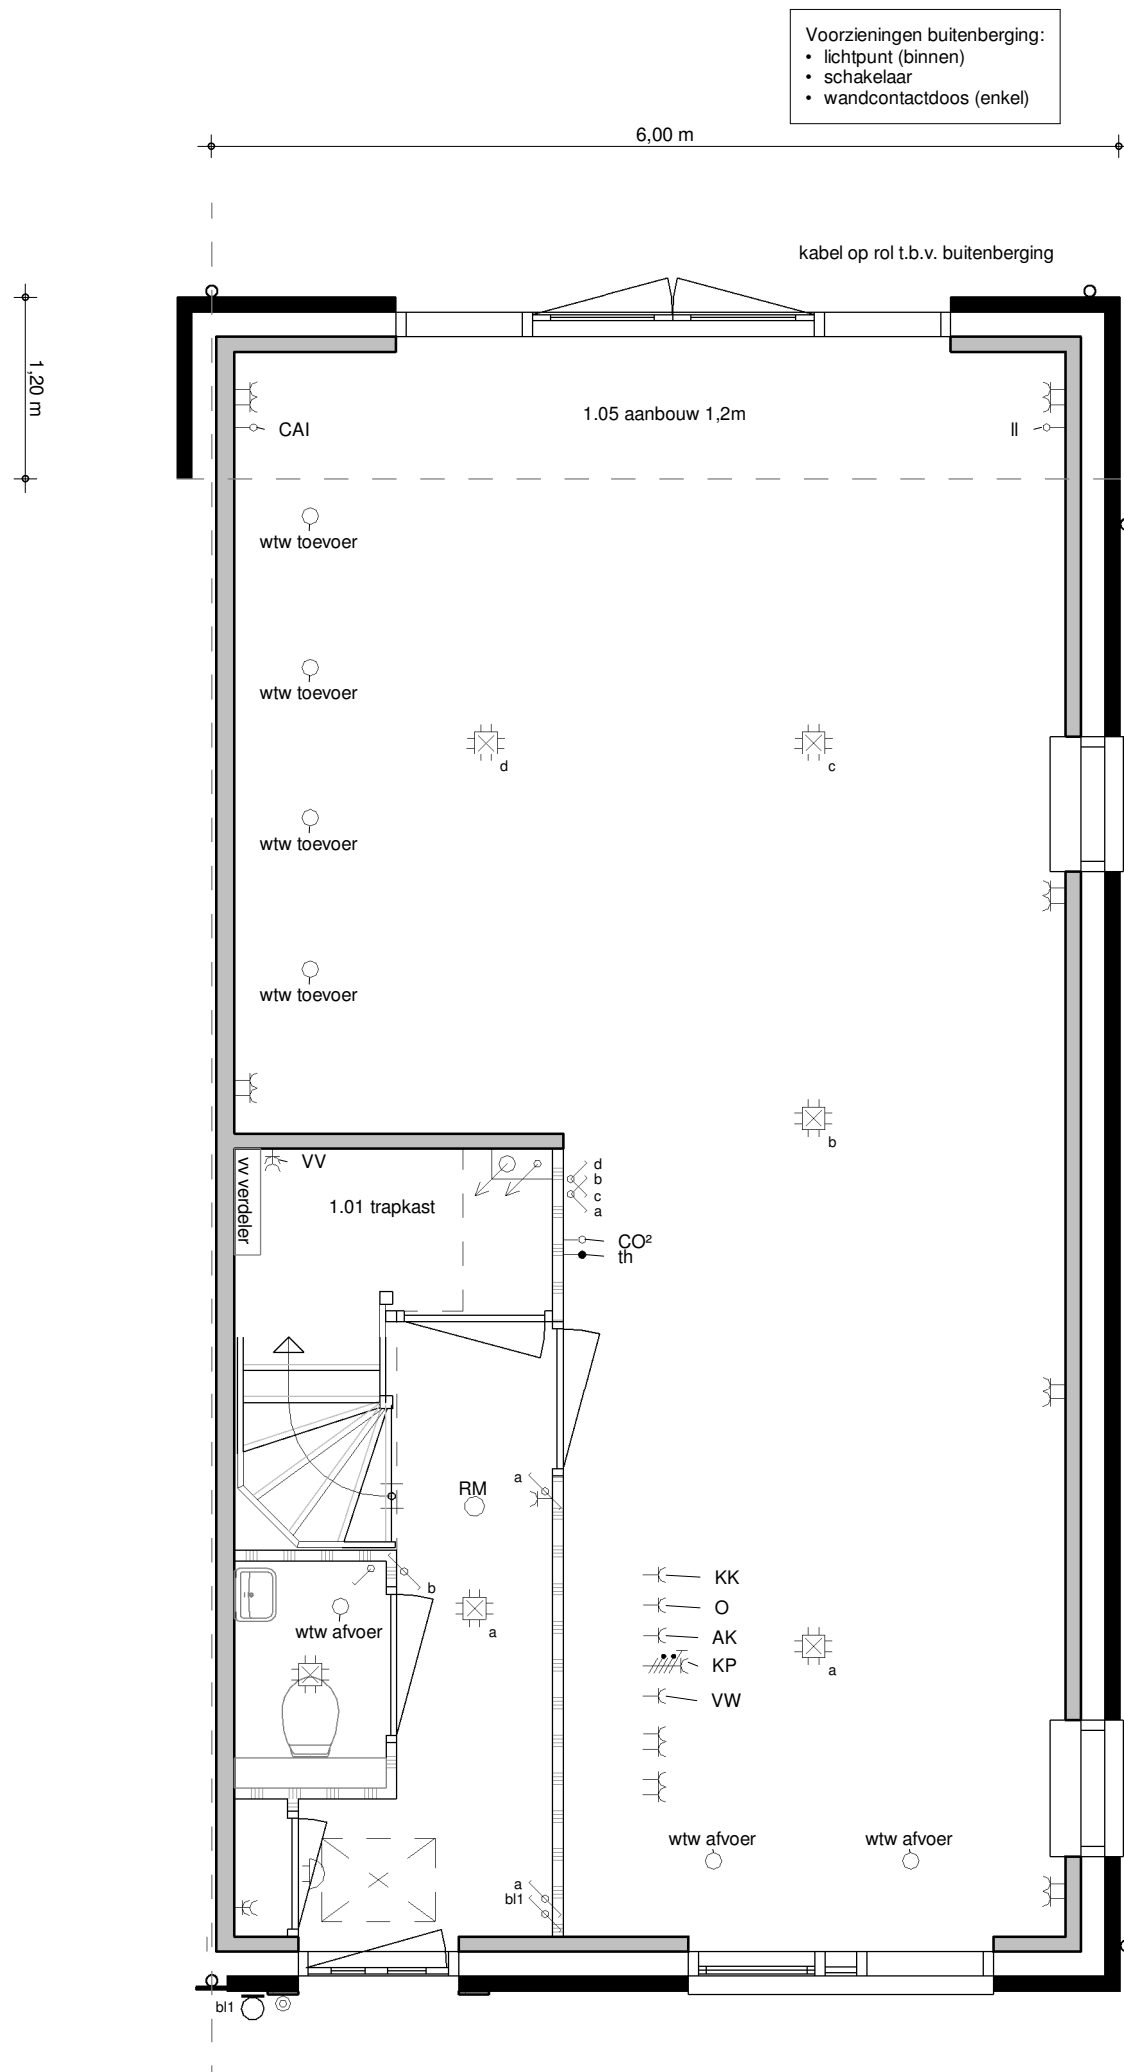 Voorzieningen buitenberging:
• lichtpunt (binnen)
• schakelaar
• wandcontactdoos (enkel)
6,00 m
kabel op rol t.b.v. buitenberging
1,20 m
1.05 aanbouw 1,2m
CAI
II
wtw toevoer
wtw toevoer
d
c
wtw toevoer
wtw toevoer
b
vv verdeler
VV
1.01 trapkast
d
b
c
a
CO²
th
a
RM
b
KK
O
AK
KP
VW
wtw afvoer
a
a
wtw afvoer
wtw afvoer
a
bl1
bl1